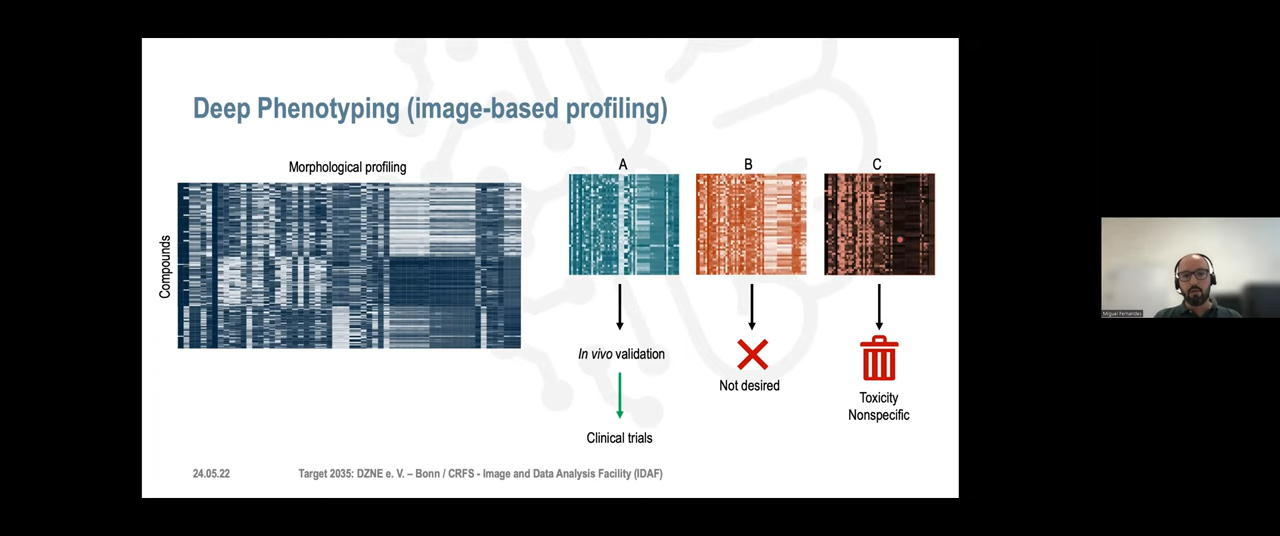 Deep Phenotyping (image-based profiling)
Morphological profiling
Compounds
A
B
C
In vivo validation
Not desired
Toxicity
Nonspecific
Clinical trials
24.05.22
Target 2035: DZNE e. V. – Bonn / CRFS - Image and Data Analysis Facility (IDAF)
Miguel Fernandes